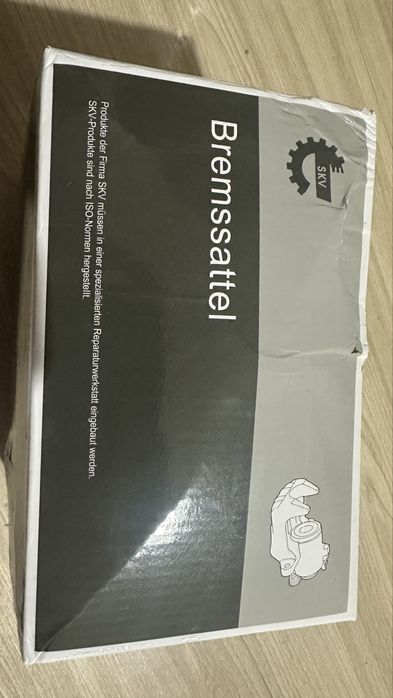 SKV
Bremssattel
Produkte der Firma SKV müssen in einer spezialisierten Reparaturwerkstatt eingebaut werden.
SKV-Produkte sind nach ISO-Normen hergestellt.